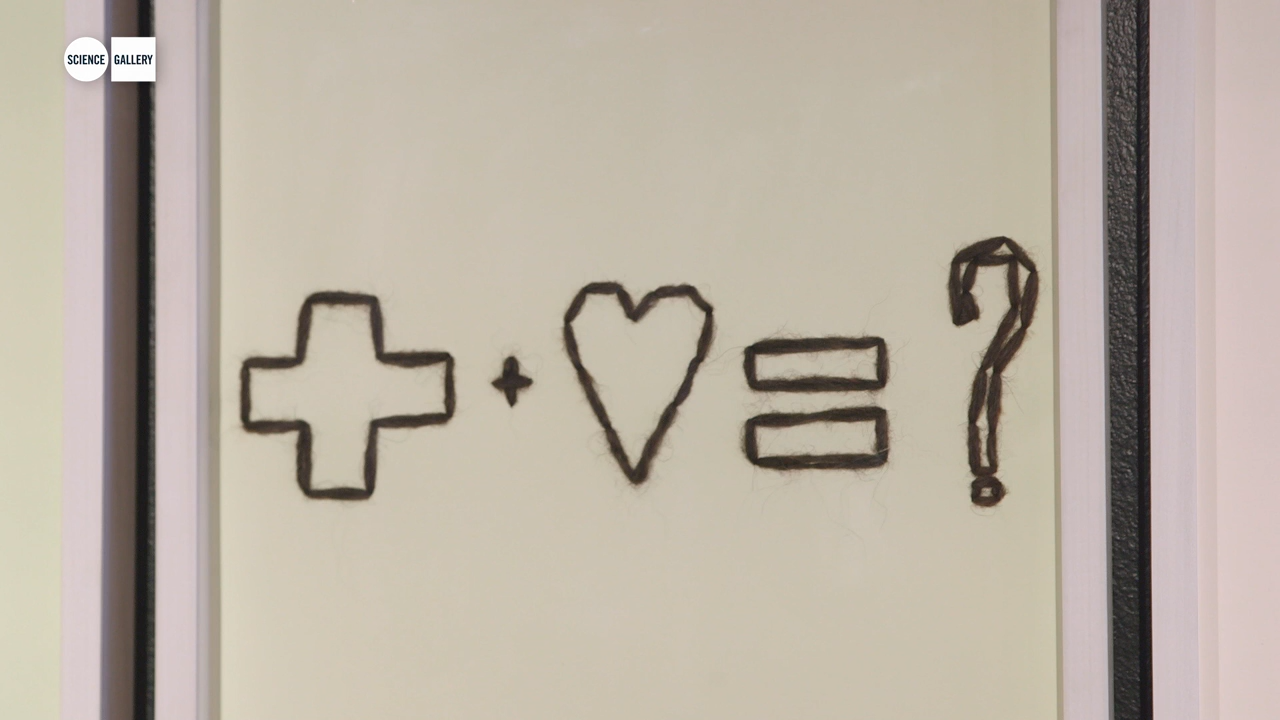 SCIENCE GALLERY
+ + ♡ = ?